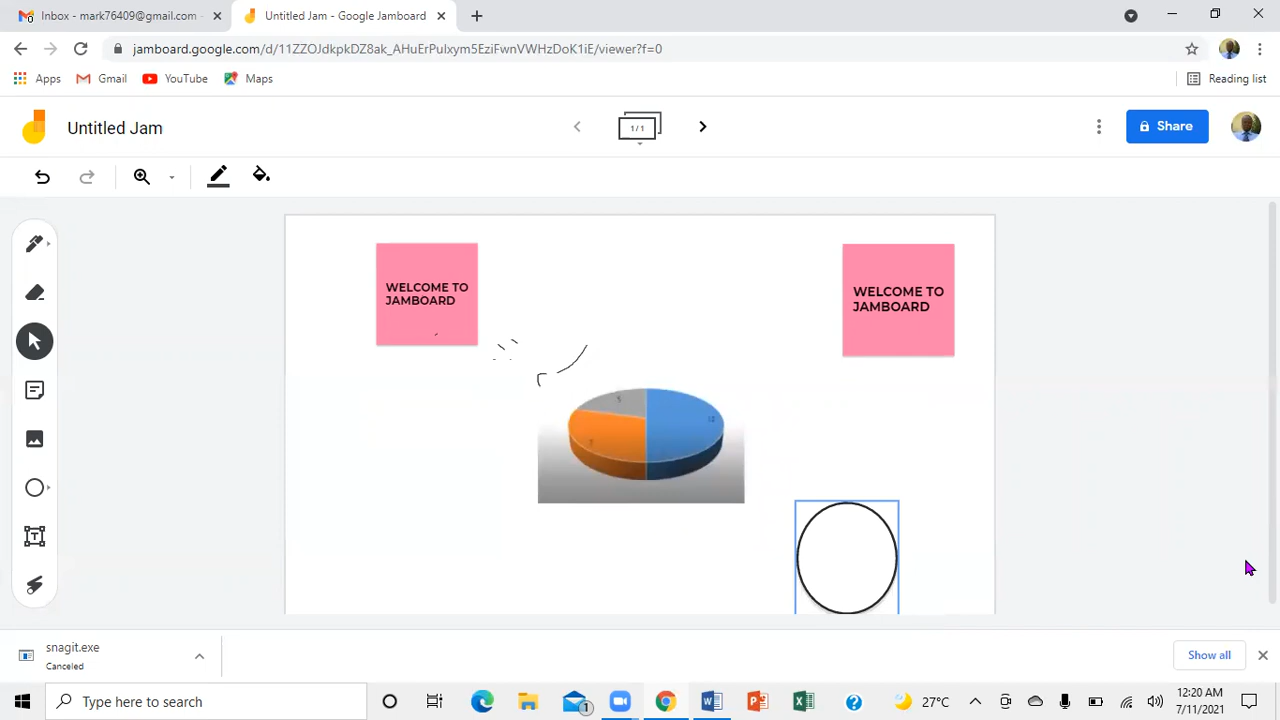 Inbox - mark76409@gmail.com -
Untitled Jam - Google Jamboard
jamboard.google.com/d/11ZZOJdkpkDZ8ak_AHuErPulxym5EziFwnVWHzDoK1iE/viewer?f=0
Apps
Gmail
YouTube
Maps
Reading list
Untitled Jam
1 / 1
Share
WELCOME TO
JAMBOARD
WELCOME TO
JAMBOARD
12
snagit.exe
Canceled
Show all
Type here to search
1
27°C
12:20 AM
7/11/2021